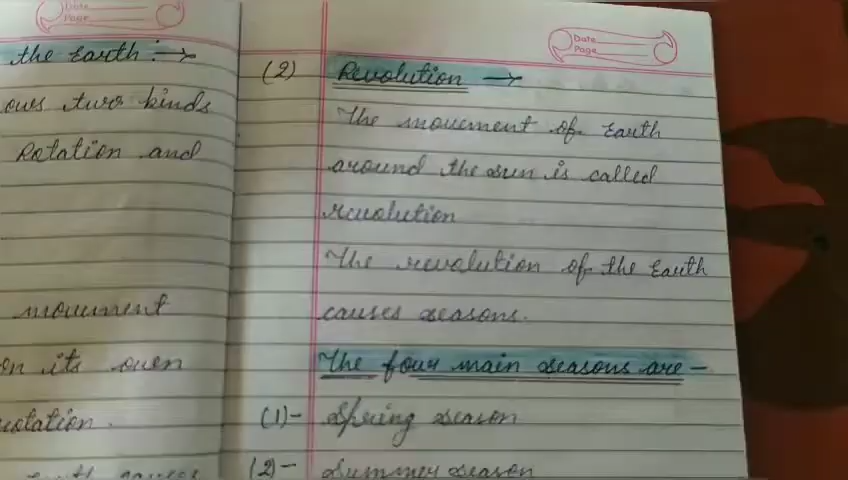 Date
Page
the Earth :→
ows two kinds
Rotation and
movement
on its own
rotation.
Date
Page
(2) Revolution →
The movement of Earth
around the sun is called
revolution
The revolution of the Earth
causes seasons.
The four main seasons are -
(1)- Spring season
(2)- Summer season